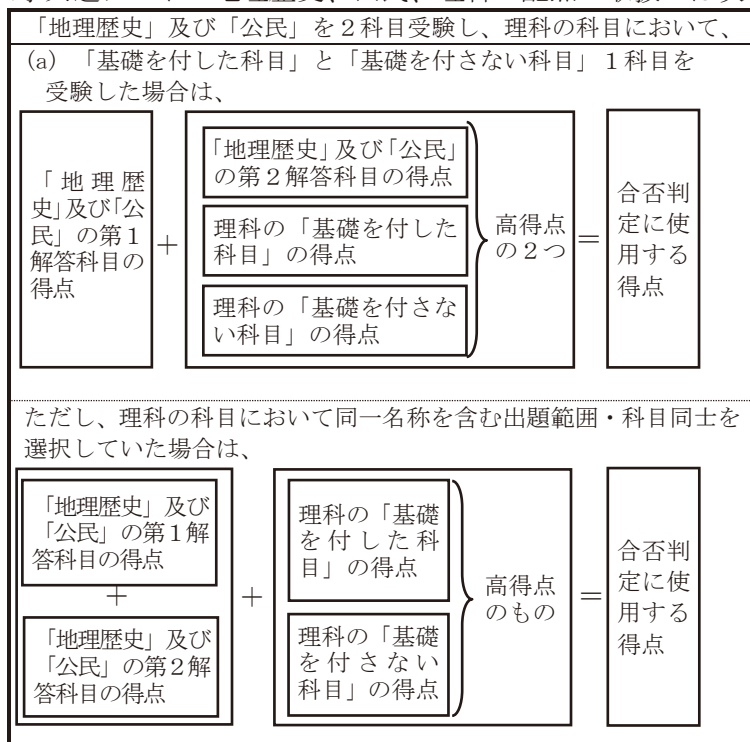 「地理歴史」及び「公民」を2科目受験し、理科の科目において、
(a) 「基礎を付した科目」と「基礎を付さない科目」1科目を
受験した場合は、
「地理歴
史」及び「公
民」の第1
解答科目の
得点
+
「地理歴史」及び「公民」
の第2解答科目の得点
理科の「基礎を付した
科目」の得点
理科の「基礎を付さな
い科目」の得点
高得点
の2つ
=
合否判
定に使
用する
得点
ただし、理科の科目において同一名称を含む出題範囲・科目同士を
選択していた場合は、
「地理歴史」及び
「公民」の第1解
答科目の得点
+
「地理歴史」及び
「公民」の第2解
答科目の得点
+
理科の「基礎
を付した科
目」の得点
理科の「基礎
を付さない
科目」の得点
高得点
のもの
=
合否判
定に使
用する
得点